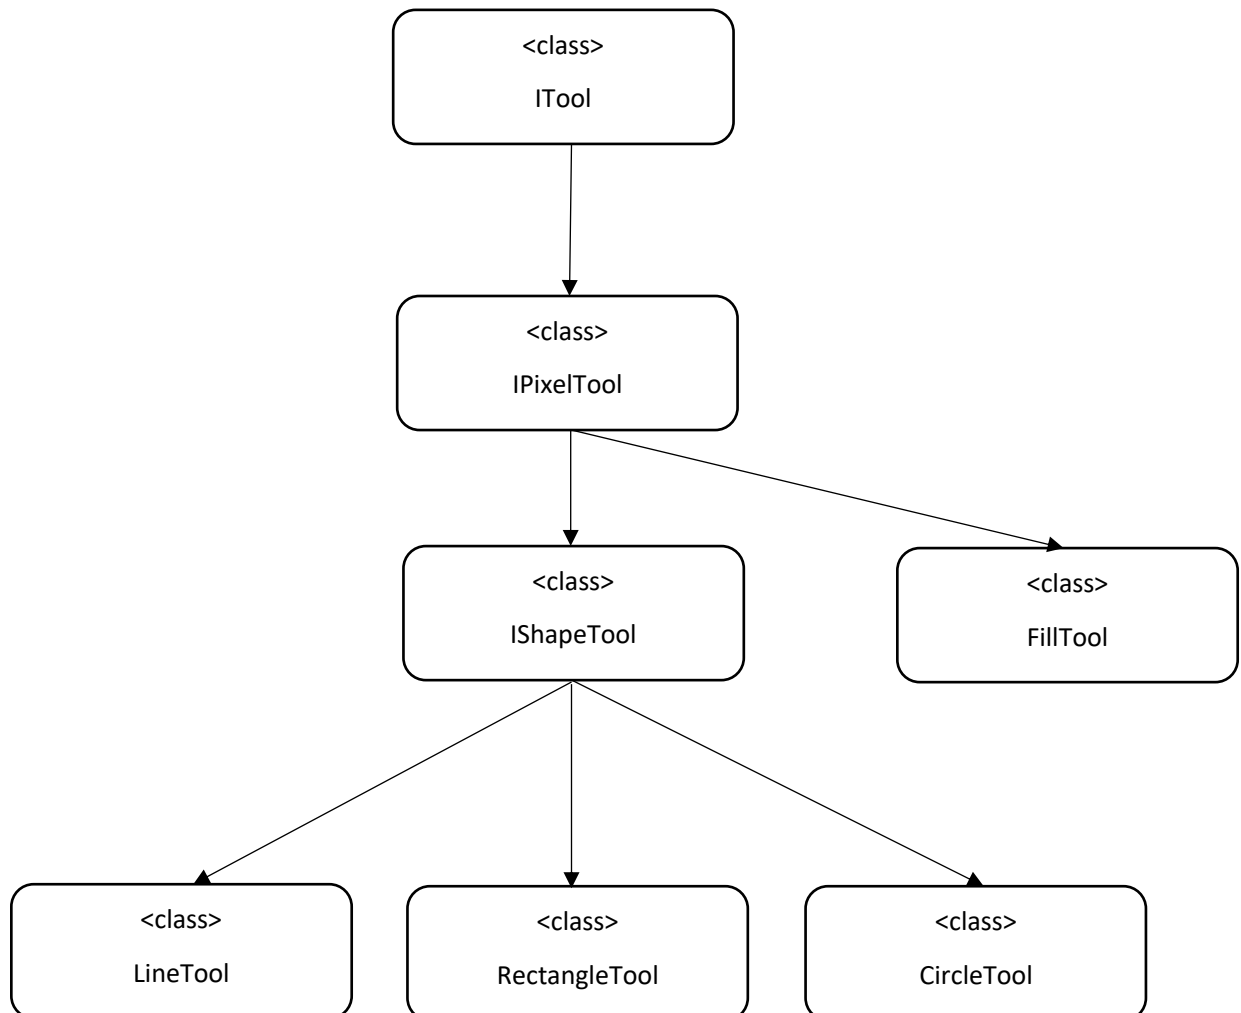 <class>
ITool
<class>
IPixelTool
<class>
IShapeTool
<class>
FillTool
<class>
LineTool
<class>
RectangleTool
<class>
CircleTool